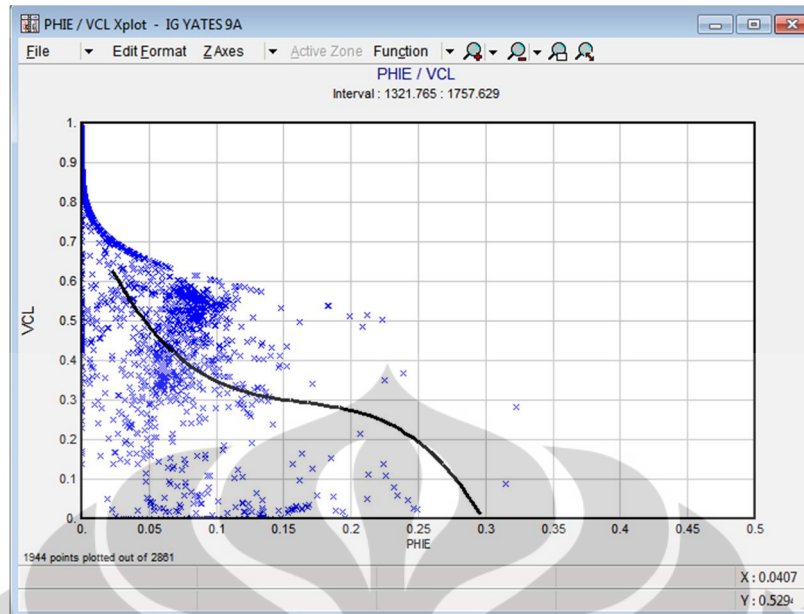 PHIE / VCL Xplot - IG YATES 9A
File Edit Format Z Axes Active Zone Function
PHIE / VCL
Interval : 1321.765 : 1757.629
1.
0.9
0.8
0.7
0.6
0.5
0.4
0.3
0.2
0.1
0.
VCL
0. 0.05 0.1 0.15 0.2 0.25 0.3 0.35 0.4 0.45 0.5
PHIE
1944 points plotted out of 2861
X : 0.0407
Y : 0.529